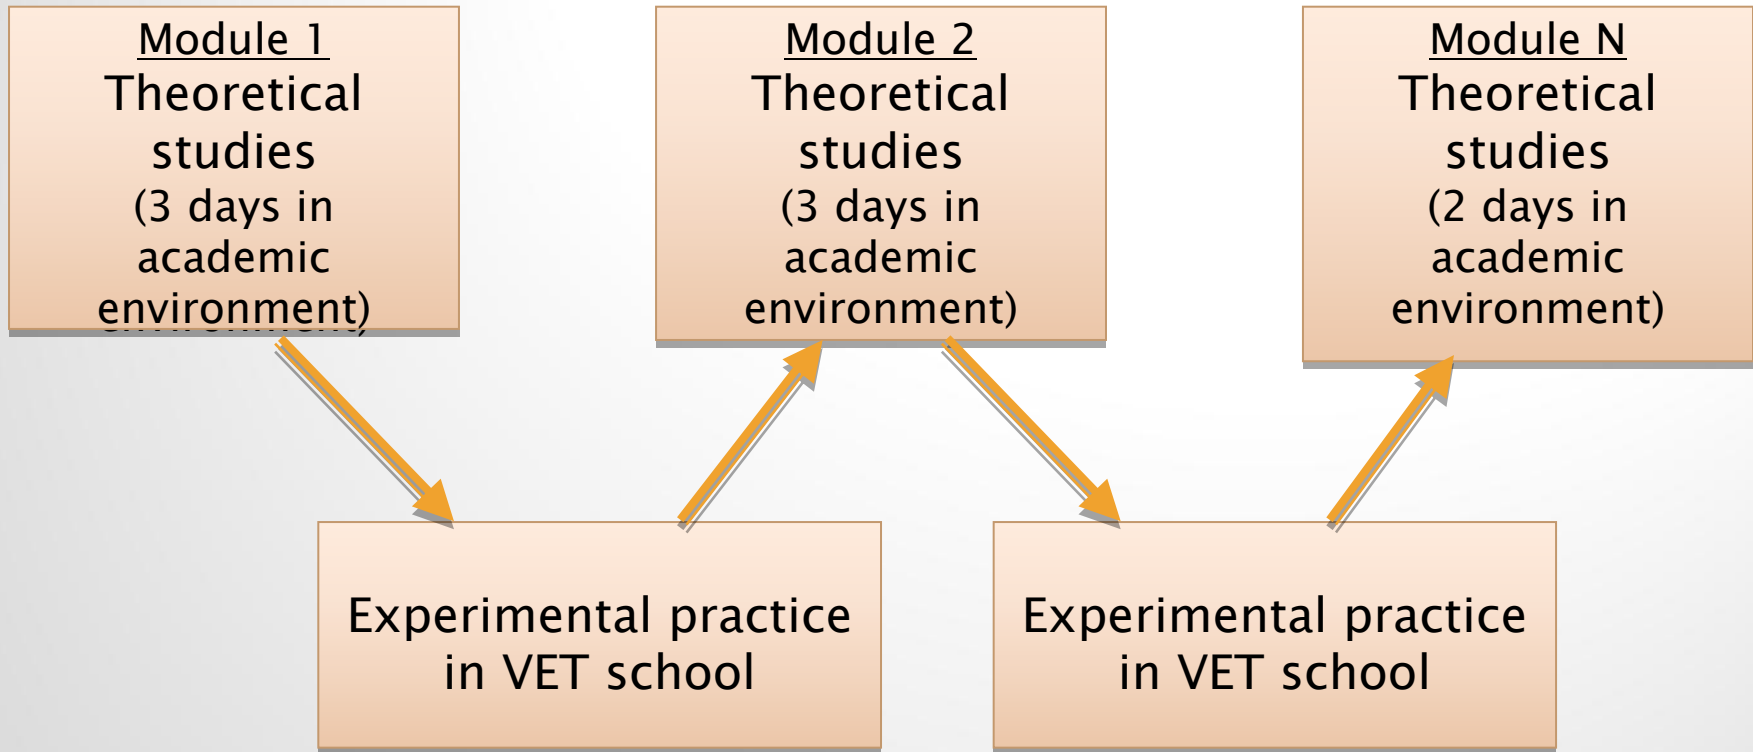 Module 1
Theoretical
studies
(3 days in
academic
environment)
Module 2
Theoretical
studies
(3 days in
academic
environment)
Module N
Theoretical
studies
(2 days in
academic
environment)
Experimental practice
in VET school
Experimental practice
in VET school